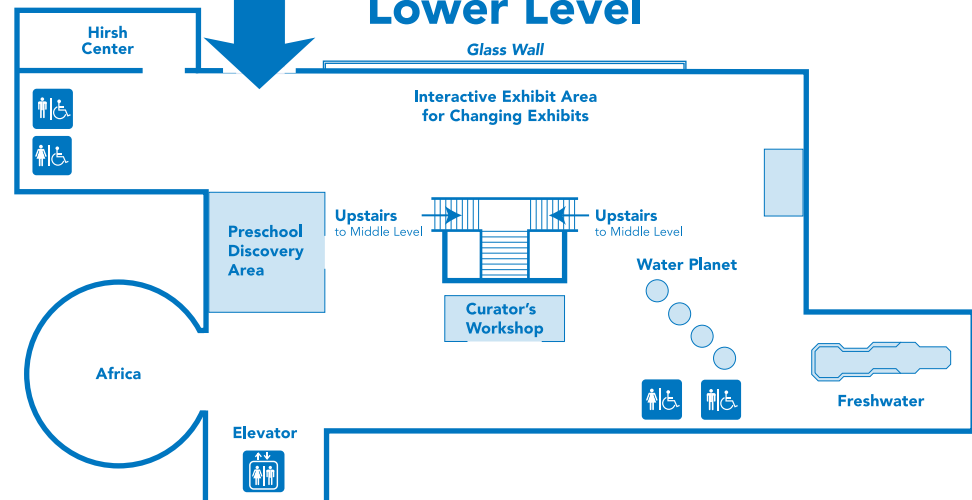 Lower Level
Hirsh
Center
Glass Wall
Interactive Exhibit Area
for Changing Exhibits
Preschool
Discovery
Area
Upstairs
to Middle Level
Upstairs
to Middle Level
Water Planet
Curator's
Workshop
Africa
Freshwater
Elevator